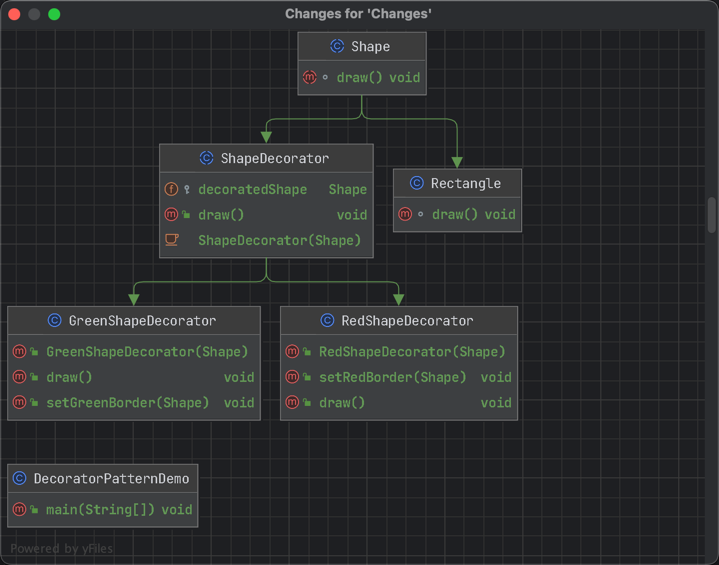 Changes for 'Changes'
Shape
draw() void
ShapeDecorator
decoratedShape Shape
draw() void
ShapeDecorator(Shape)
Rectangle
draw() void
GreenShapeDecorator
GreenShapeDecorator(Shape)
draw() void
setGreenBorder(Shape) void
RedShapeDecorator
RedShapeDecorator(Shape)
setRedBorder(Shape) void
draw() void
DecoratorPatternDemo
main(String[]) void
Powered by yFiles